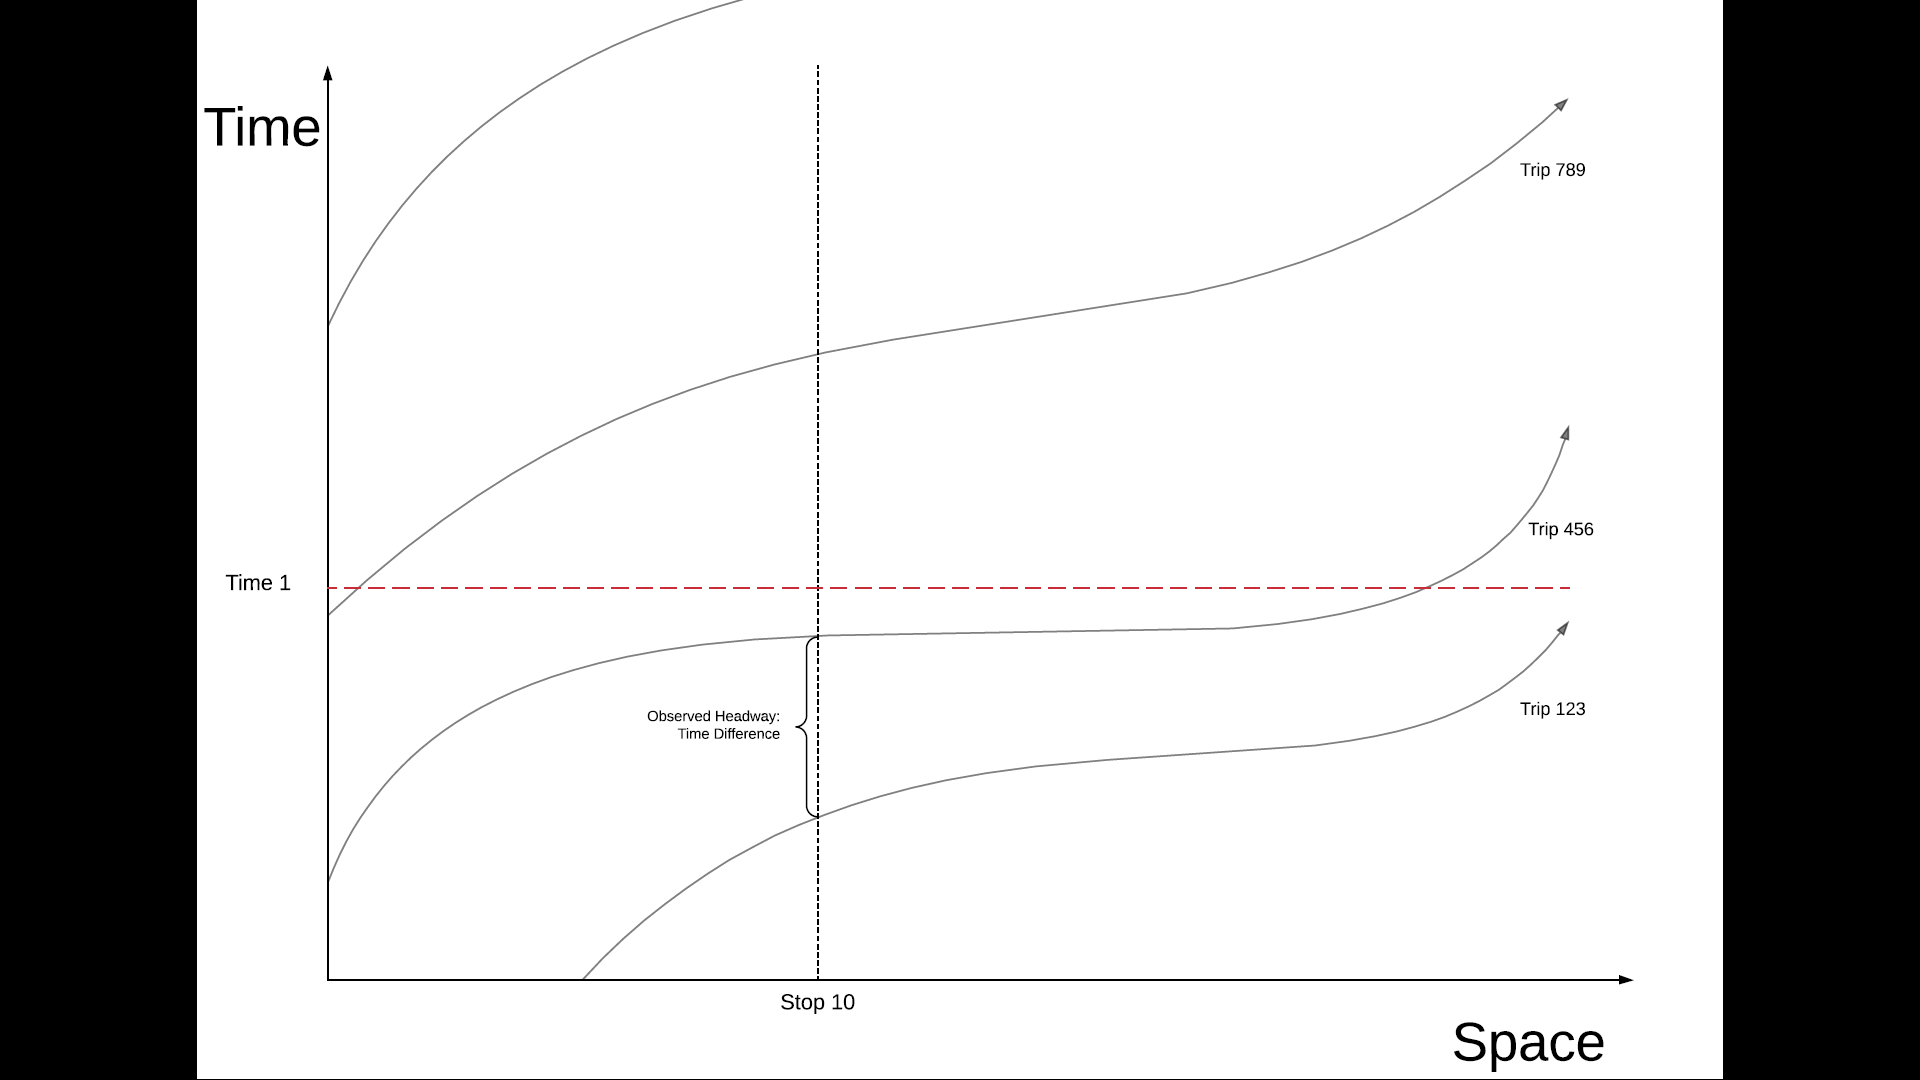 Time
Trip 789
Trip 456
Time 1
Trip 123
Observed Headway:
Time Difference
Stop 10
Space